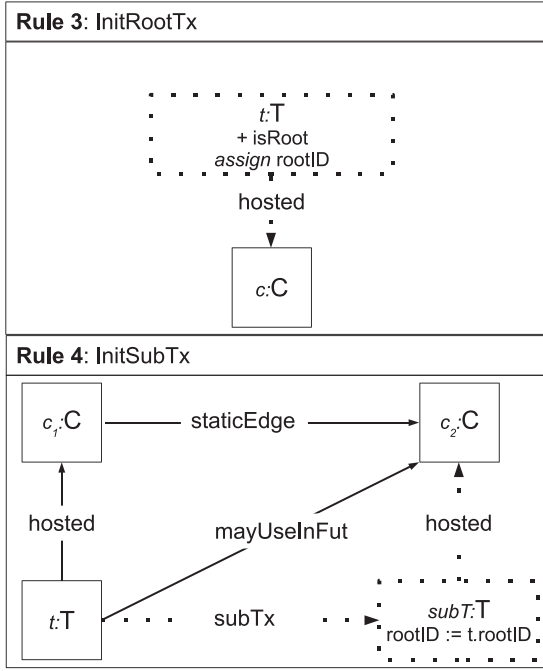 Rule 3: InitRootTx
t:T
+ isRoot
assign rootID
hosted
c:C
Rule 4: InitSubTx
c₁:C
staticEdge
c₂:C
hosted
mayUseInFut
hosted
t:T
subTx
subT:T
rootID := t.rootID